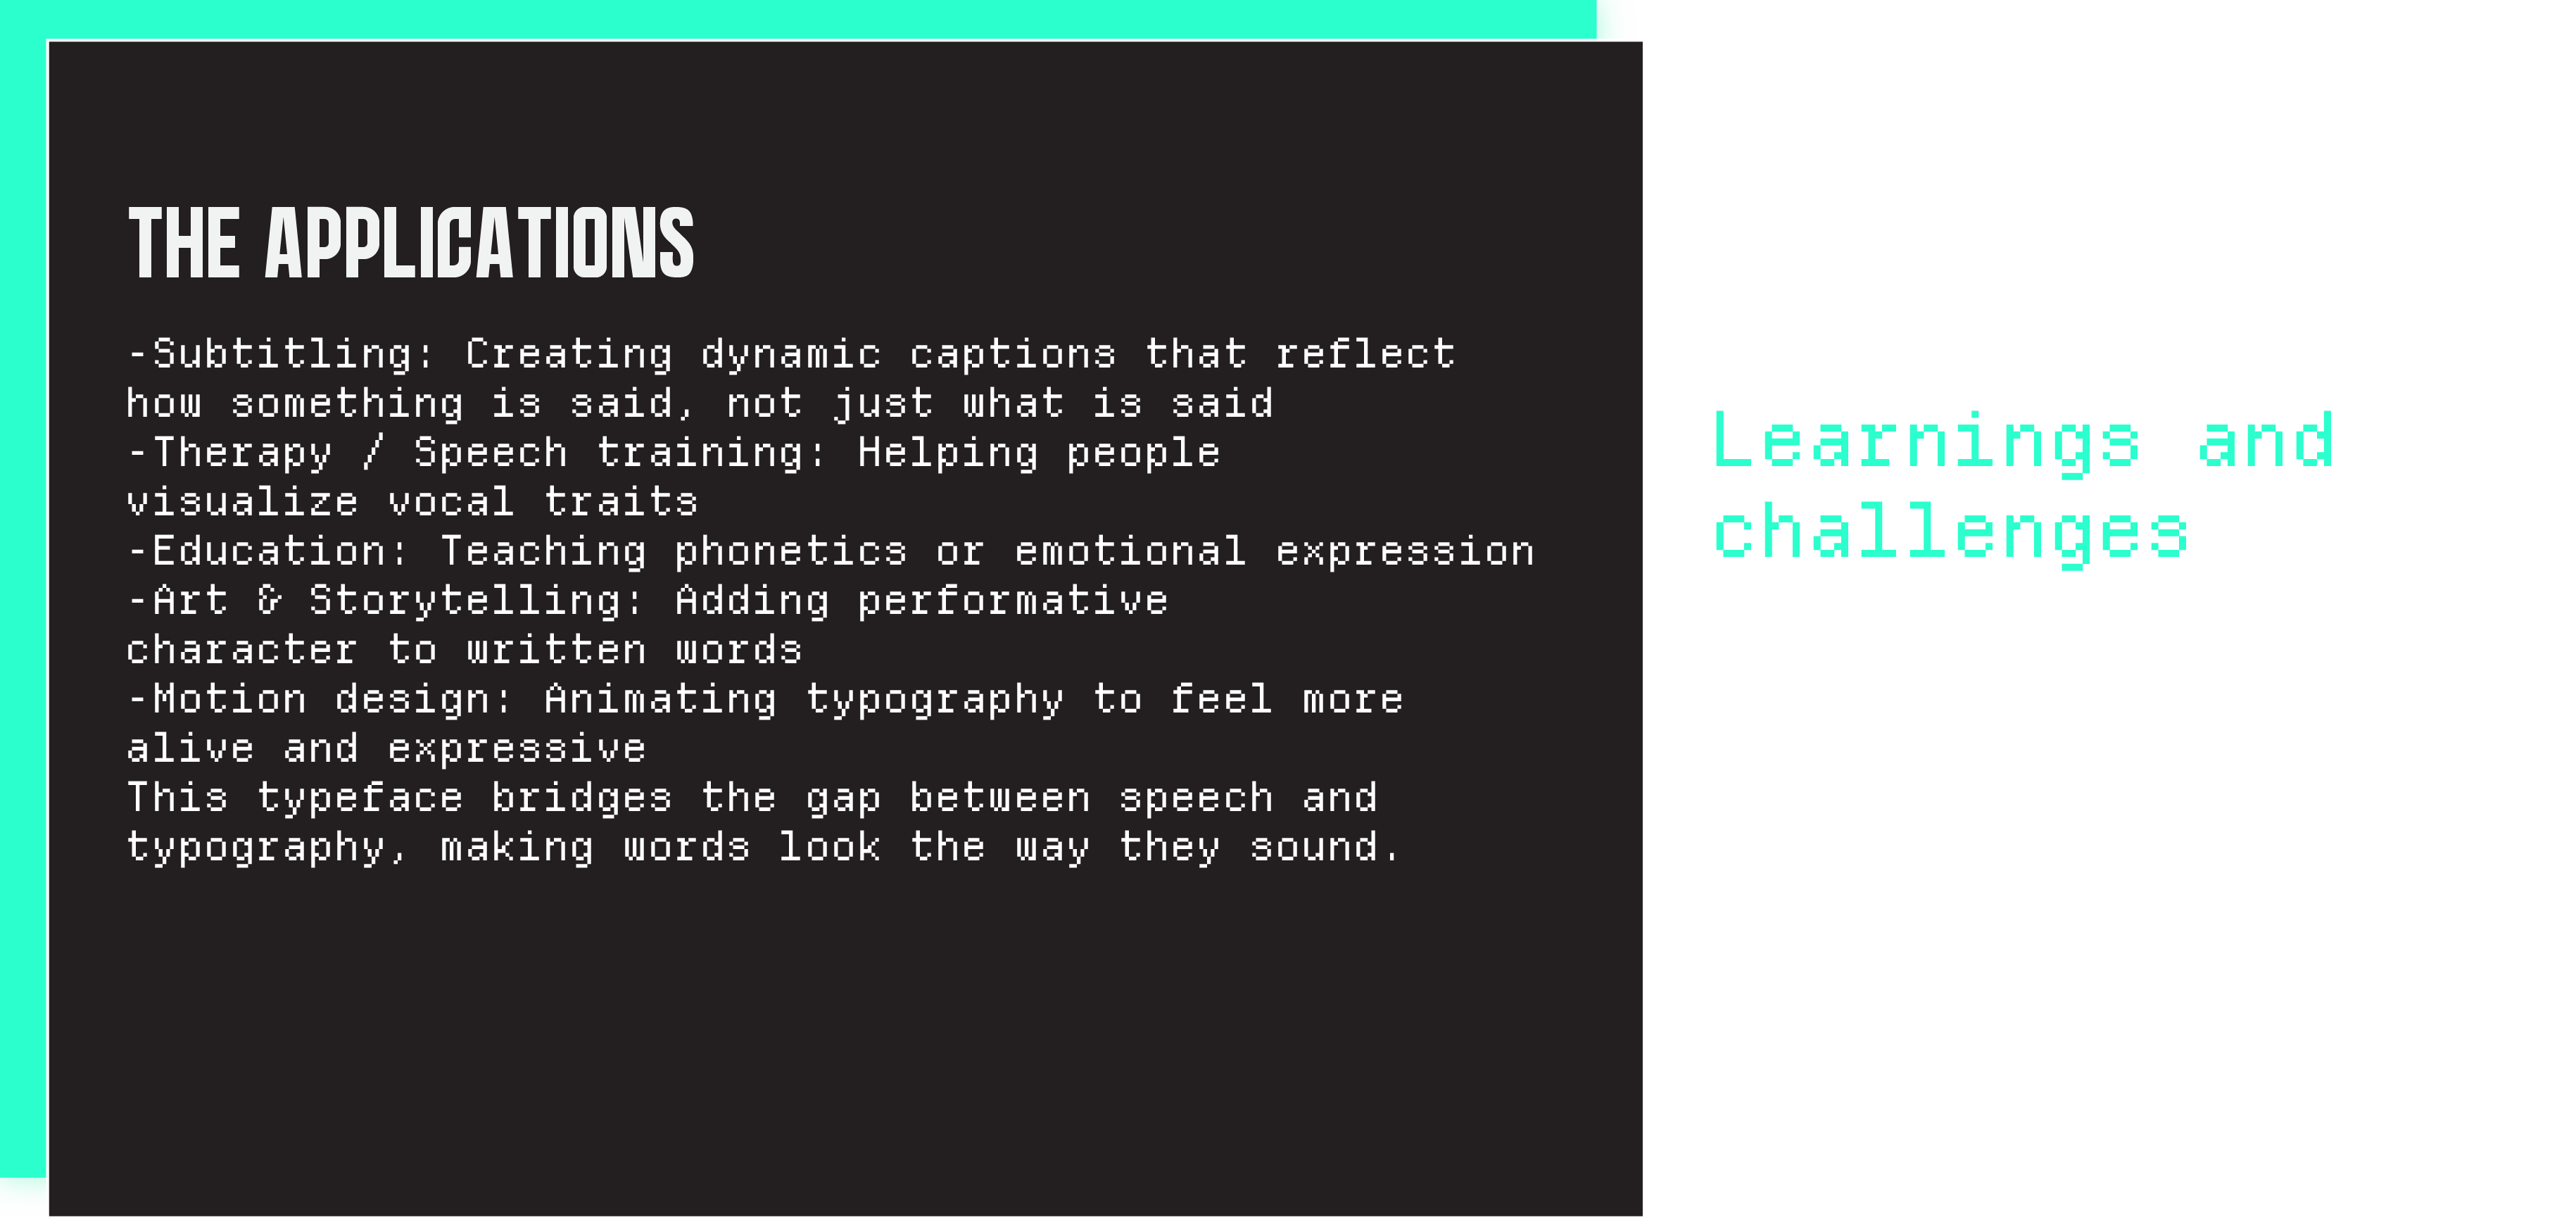 THE APPLICATIONS
-Subtitling: Creating dynamic captions that reflect
how something is said, not just what is said
-Therapy / Speech training: Helping people
visualize vocal traits
-Education: Teaching phonetics or emotional expression
-Art & Storytelling: Adding performative
character to written words
-Motion design: Animating typography to feel more
alive and expressive
This typeface bridges the gap between speech and
typography, making words look the way they sound.
Learnings and
challenges